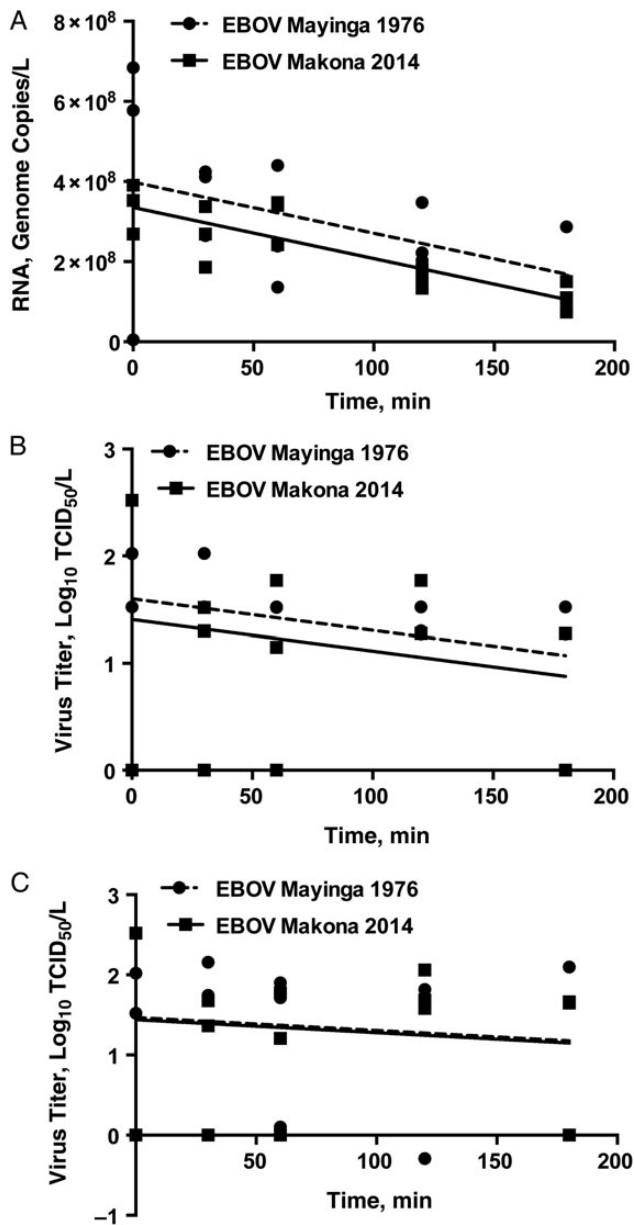 A
EBOV Mayinga 1976
EBOV Makona 2014
RNA, Genome Copies/L
8 × 10⁸
6 × 10⁸
4 × 10⁸
2 × 10⁸
0
0 50 100 150 200
Time, min
B
EBOV Mayinga 1976
EBOV Makona 2014
Virus Titer, Log₁₀ TCID₅₀/L
3
2
1
0
0 50 100 150 200
Time, min
C
EBOV Mayinga 1976
EBOV Makona 2014
Virus Titer, Log₁₀ TCID₅₀/L
3
2
1
0
−1
50 100 150 200
Time, min